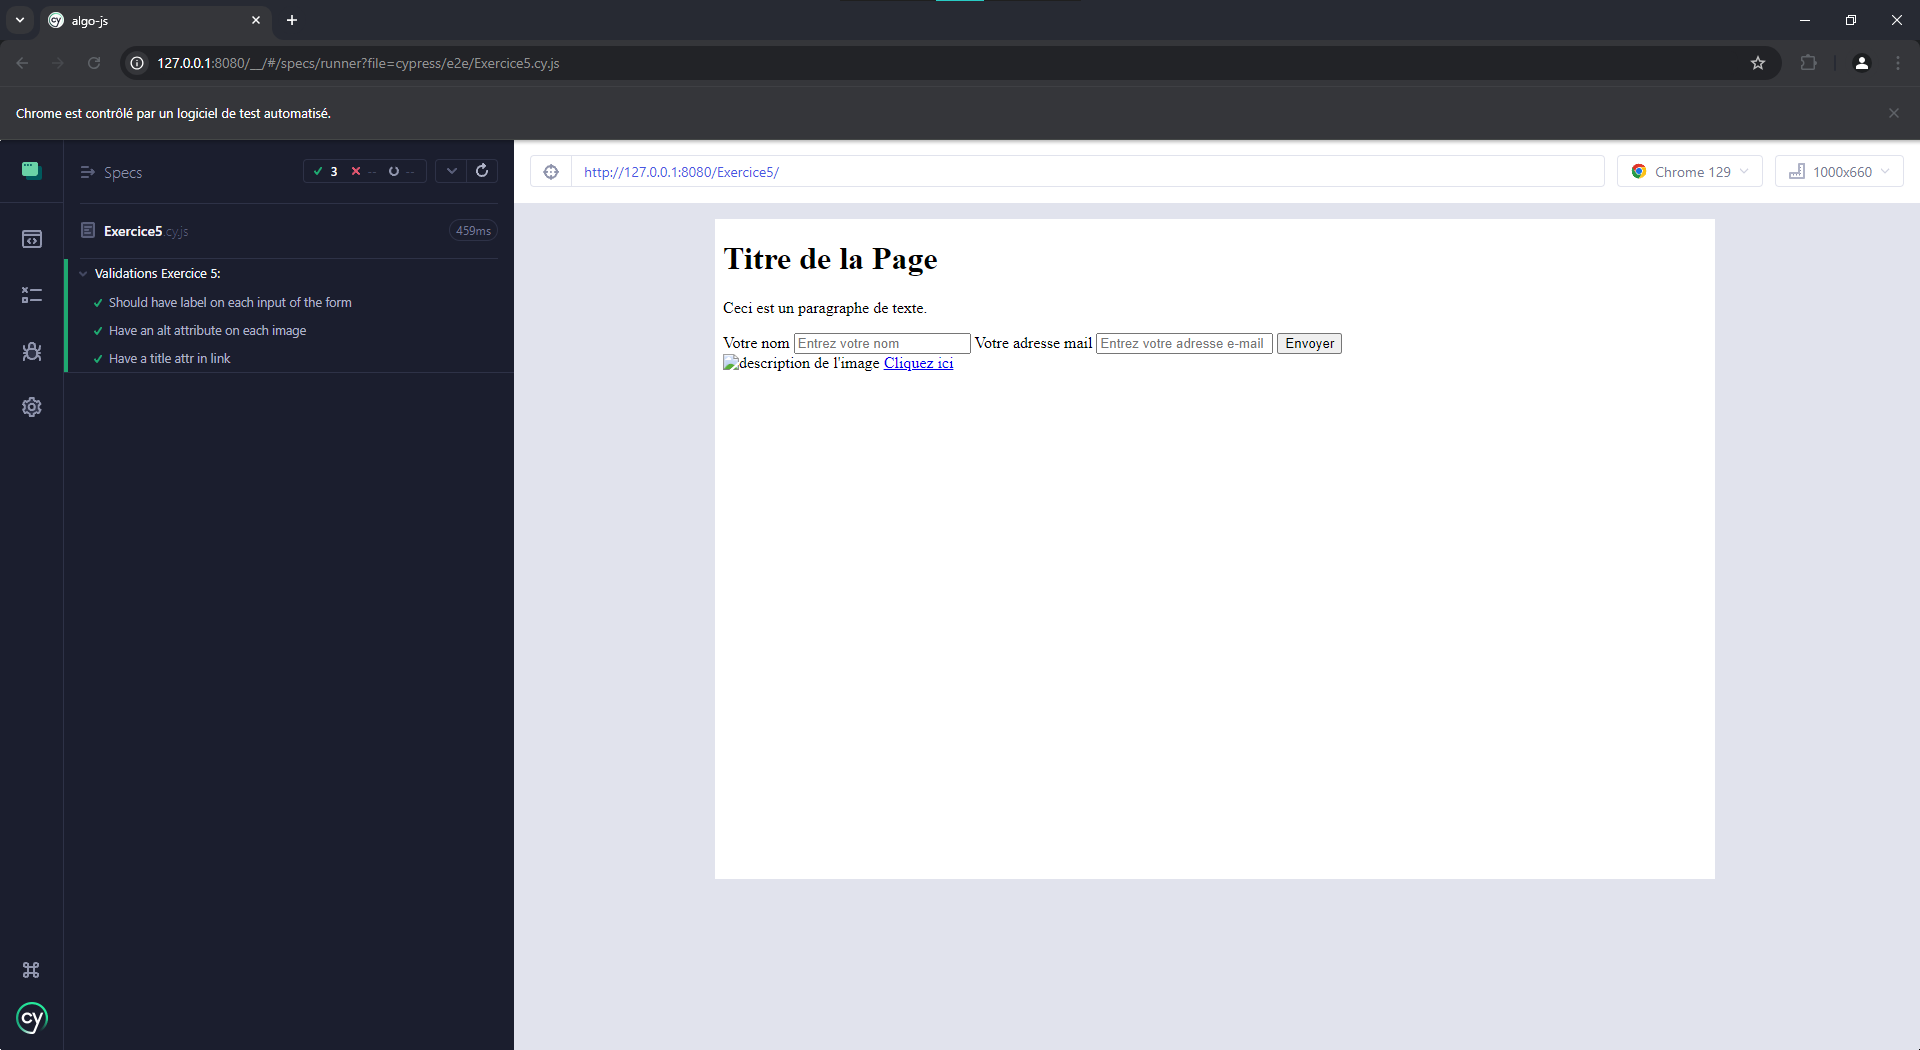 algo-js
127.0.0.1:8080/__/#/specs/runner?file=cypress/e2e/Exercice5.cy.js
Chrome est contrôlé par un logiciel de test automatisé.
Specs
3 -- --
Exercice5.cy.js
459ms
Validations Exercice 5:
Should have label on each input of the form
Have an alt attribute on each image
Have a title attr in link
cy
http://127.0.0.1:8080/Exercice5/
Chrome 129
1000x660
Titre de la Page
Ceci est un paragraphe de texte.
Votre nom Entrez votre nom Votre adresse mail Entrez votre adresse e-mail Envoyer
description de l'image Cliquez ici